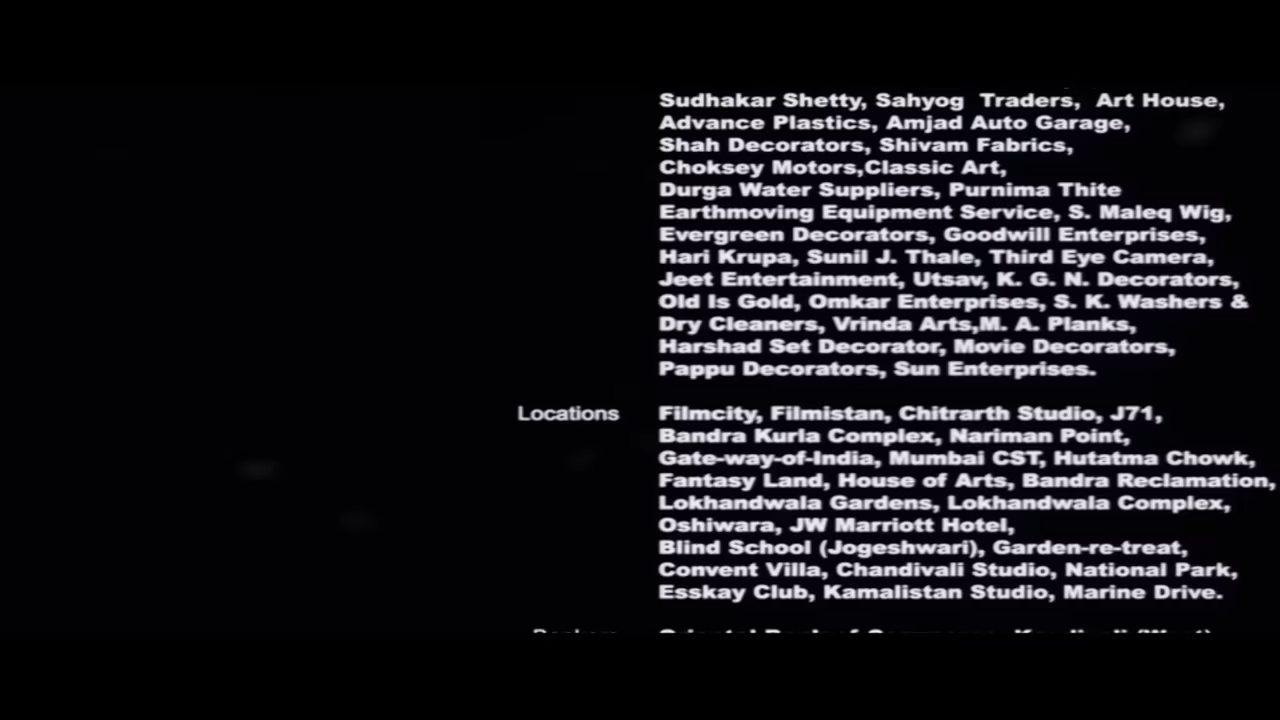 Sudhakar Shetty, Sahyog Traders, Art House,
Advance Plastics, Amjad Auto Garage,
Shah Decorators, Shivam Fabrics,
Choksey Motors,Classic Art,
Durga Water Suppliers, Purnima Thite
Earthmoving Equipment Service, S. Maleq Wig,
Evergreen Decorators, Goodwill Enterprises,
Hari Krupa, Sunil J. Thale, Third Eye Camera,
Jeet Entertainment, Utsav, K. G. N. Decorators,
Old Is Gold, Omkar Enterprises, S. K. Washers &
Dry Cleaners, Vrinda Arts,M. A. Planks,
Harshad Set Decorator, Movie Decorators,
Pappu Decorators, Sun Enterprises.
Locations Filmcity, Filmistan, Chitrarth Studio, J71,
Bandra Kurla Complex, Nariman Point,
Gate-way-of-India, Mumbai CST, Hutatma Chowk,
Fantasy Land, House of Arts, Bandra Reclamation,
Lokhandwala Gardens, Lokhandwala Complex,
Oshiwara, JW Marriott Hotel,
Blind School (Jogeshwari), Garden-re-treat,
Convent Villa, Chandivali Studio, National Park,
Esskay Club, Kamalistan Studio, Marine Drive.